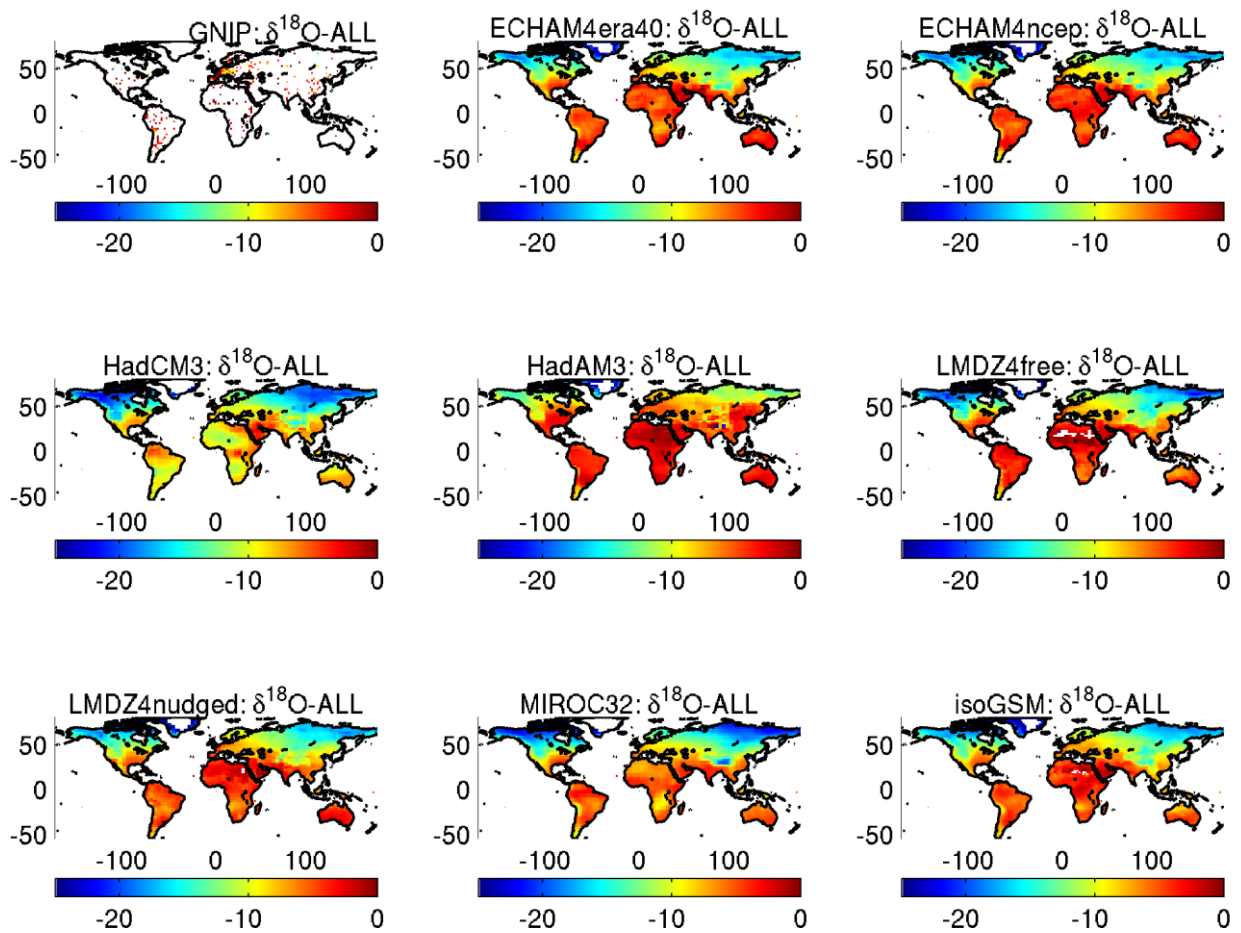 GNIP: δ18O-ALL
ECHAM4era40: δ18O-ALL
ECHAM4ncep: δ18O-ALL
50
0
-50
50
0
-50
50
0
-50
-100 0 100
-100 0 100
-100 0 100
-20 -10 0
-20 -10 0
-20 -10 0
HadCM3: δ18O-ALL
HadAM3: δ18O-ALL
LMDZ4free: δ18O-ALL
50
0
-50
50
0
-50
50
0
-50
-100 0 100
-100 0 100
-100 0 100
-20 -10 0
-20 -10 0
-20 -10 0
LMDZ4nudged: δ18O-ALL
MIROC32: δ18O-ALL
isoGSM: δ18O-ALL
50
0
-50
50
0
-50
50
0
-50
-100 0 100
-100 0 100
-100 0 100
-20 -10 0
-20 -10 0
-20 -10 0